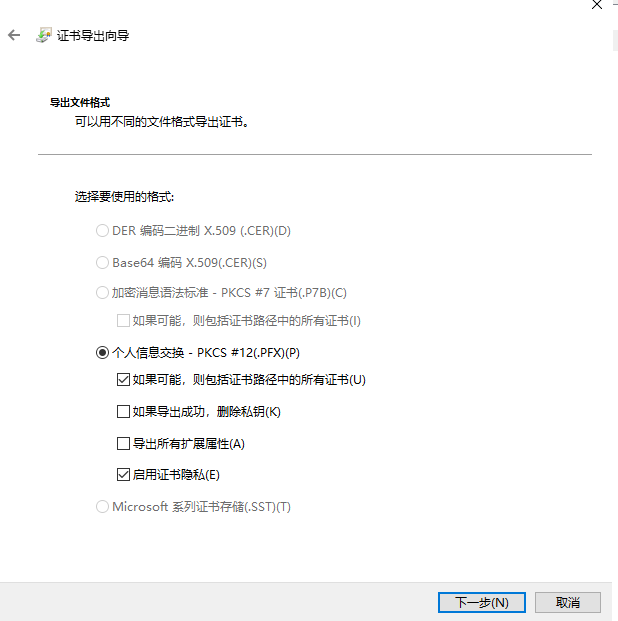 证书导出向导
导出文件格式
可以用不同的文件格式导出证书。
选择要使用的格式:
DER 编码二进制 X.509 (.CER)(D)
Base64 编码 X.509(.CER)(S)
加密消息语法标准 - PKCS #7 证书(.P7B)(C)
如果可能，则包括证书路径中的所有证书(I)
个人信息交换 - PKCS #12(.PFX)(P)
如果可能，则包括证书路径中的所有证书(U)
如果导出成功，删除私钥(K)
导出所有扩展属性(A)
启用证书隐私(E)
Microsoft 系列证书存储(.SST)(T)
下一步(N)
取消